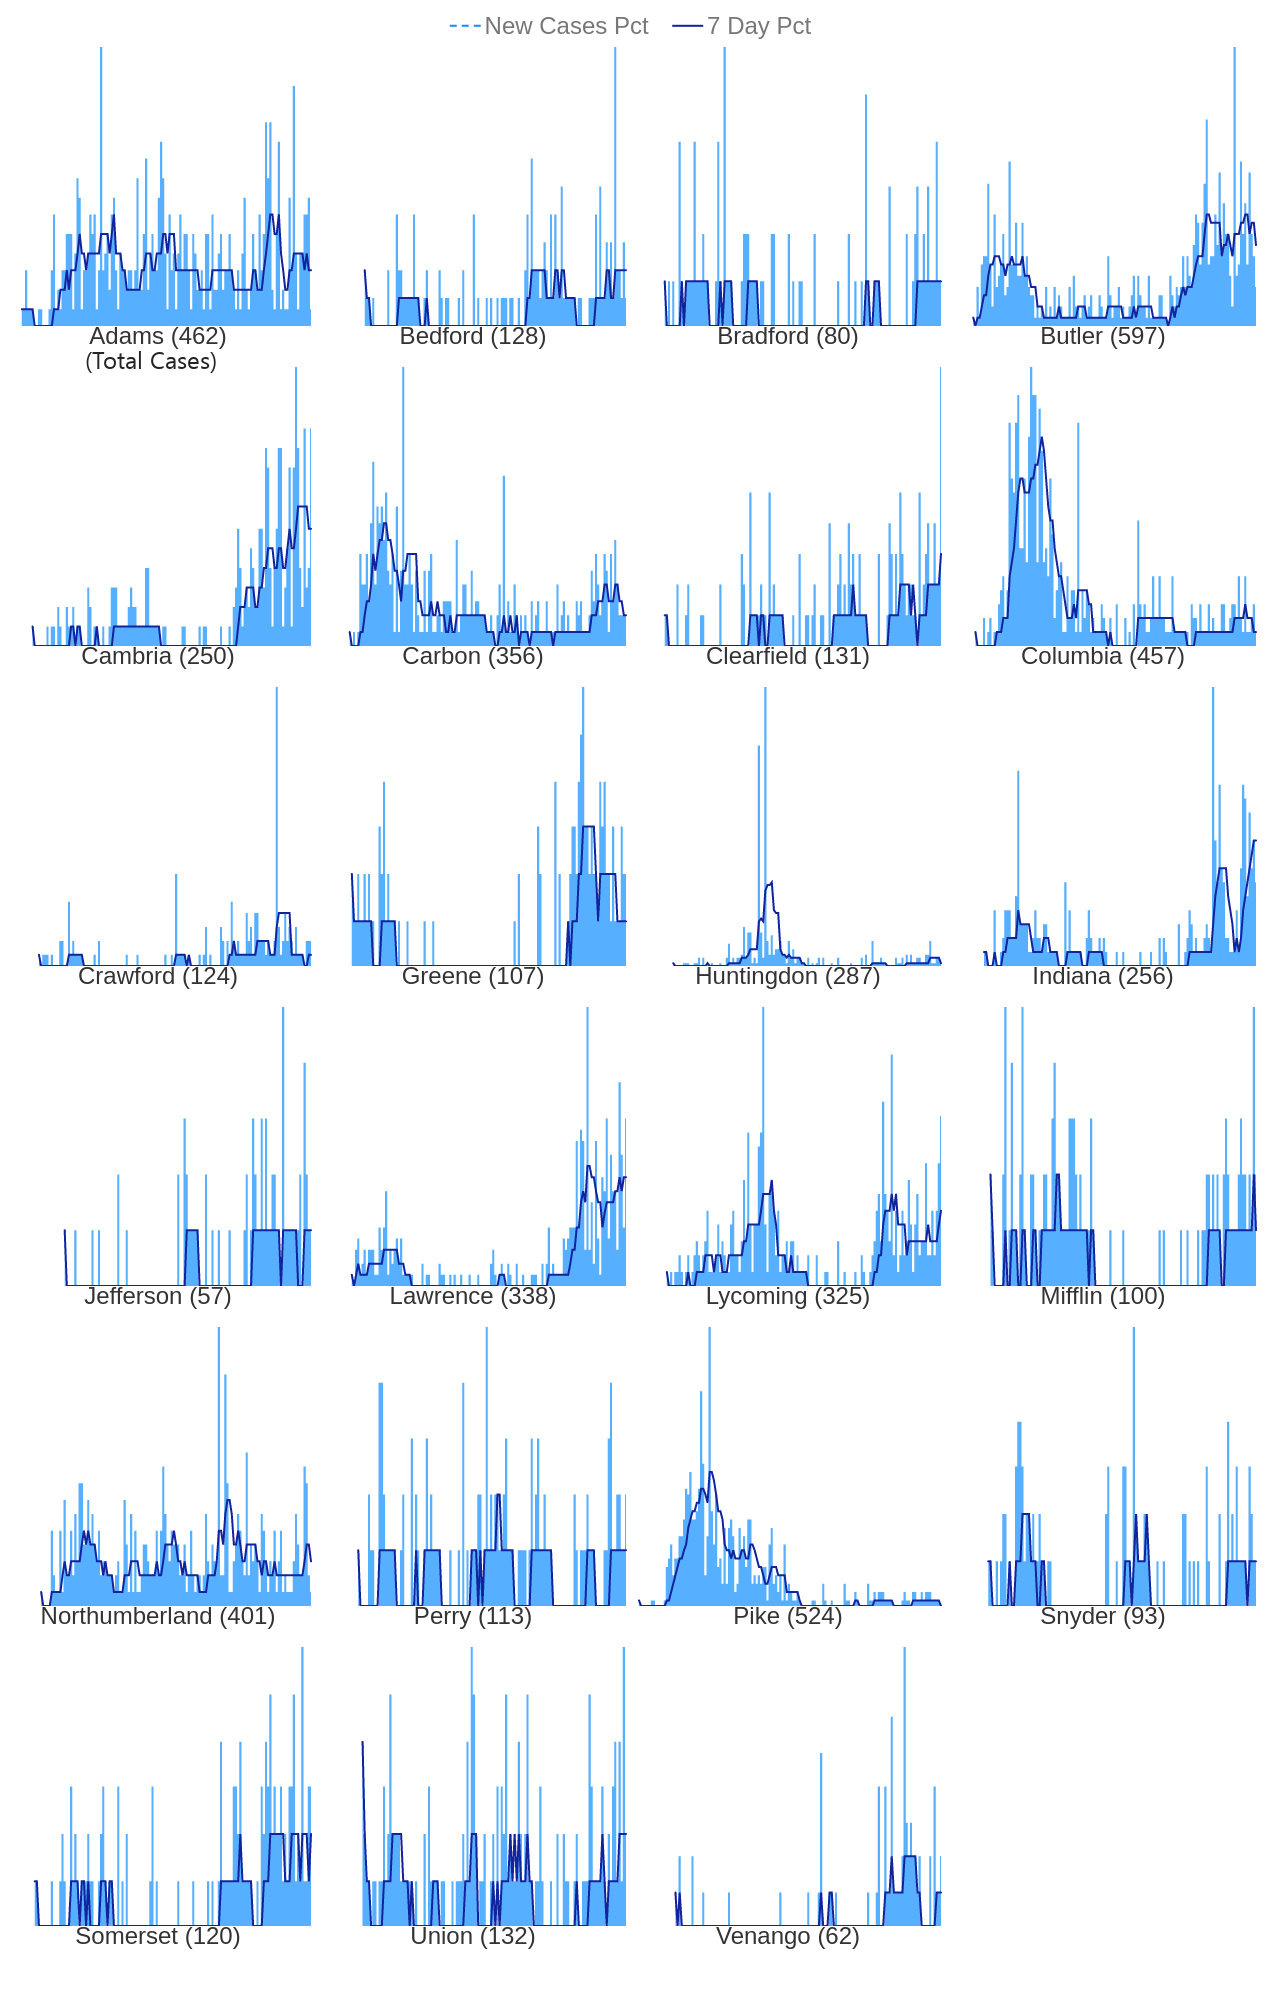 New Cases Pct 7 Day Pct
Adams (462) Bedford (128) Bradford (80) Butler (597)
(Total Cases)
Cambria (250) Carbon (356) Clearfield (131) Columbia (457)
Crawford (124) Greene (107) Huntingdon (287) Indiana (256)
Jefferson (57) Lawrence (338) Lycoming (325) Mifflin (100)
Northumberland (401) Perry (113) Pike (524) Snyder (93)
Somerset (120) Union (132) Venango (62)